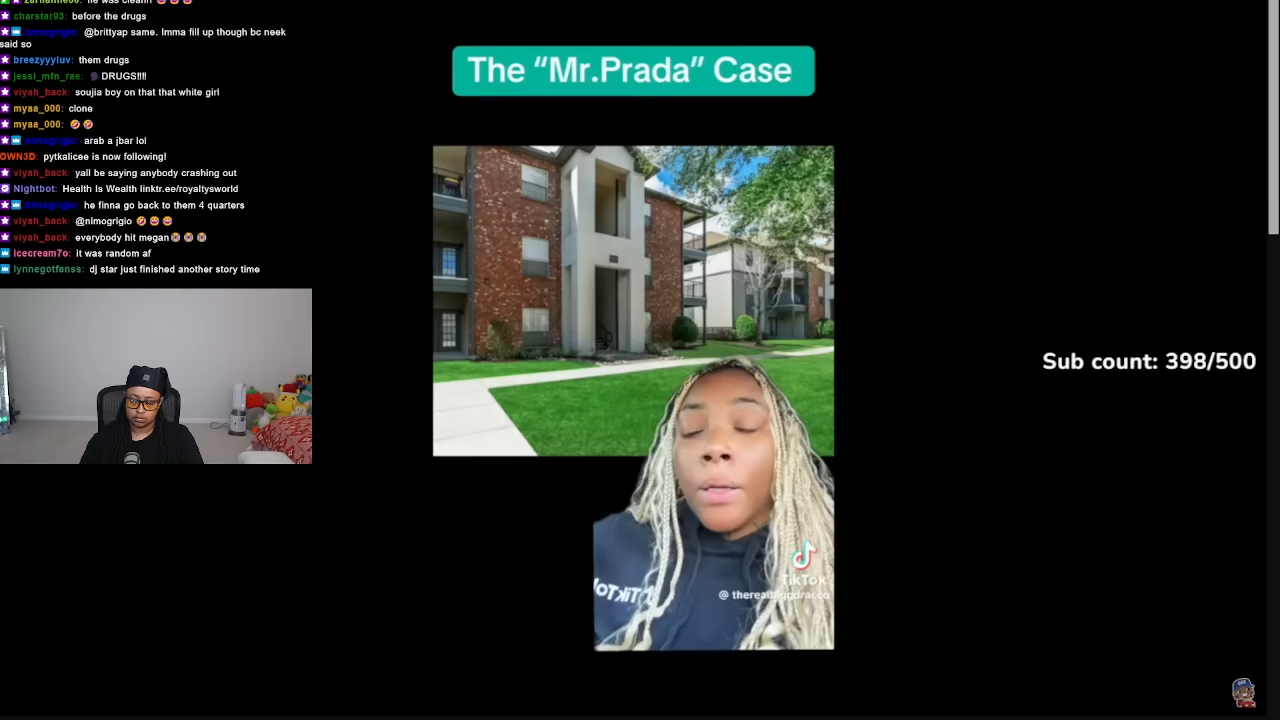 charstar93: before the drugs
@brittyap same. Imma fill up though bc neek
said so
breezyyyluv: them drugs
jessi_mfn_rae: DRUGS!!!!
viyah_back: soujia boy on that that white girl
myaa_000: clone
myaa_000:
nimogrigio: arab a jbar lol
OWN3D: pytkalicee is now following!
viyah_back: yall be saying anybody crashing out
Nightbot: Health Is Wealth linktr.ee/royaltysworld
nimogrigio: he finna go back to them 4 quarters
viyah_back: @nimogrigio
viyah_back: everybody hit megan
icecream7o: it was random af
lynnegotfanss: dj star just finished another story time
The “Mr.Prada” Case
Sub count: 398/500
TikTok